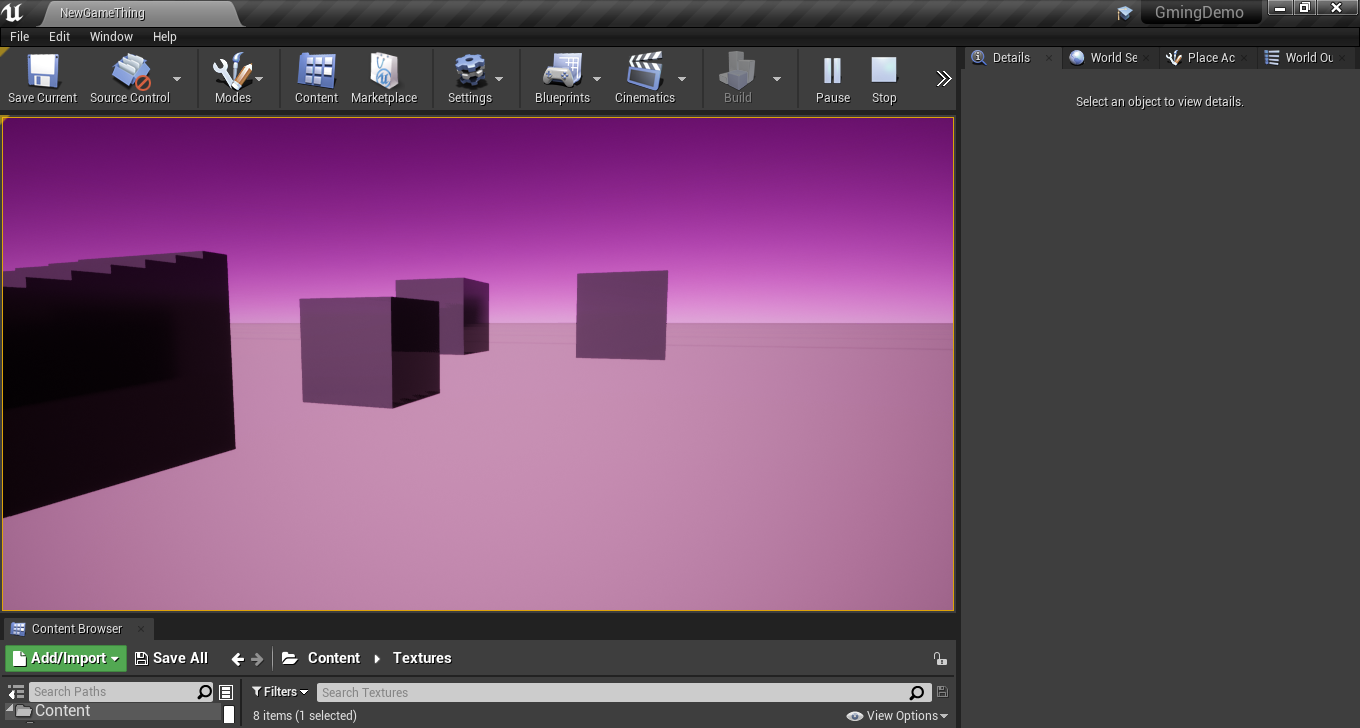 NewGameThing
GmingDemo
File Edit Window Help
Save Current Source Control Modes Content Marketplace Settings Blueprints Cinematics Build Pause Stop
Details World Se Place Ac World Ou
Select an object to view details.
Content Browser
Add/Import Save All Content Textures
Search Paths Filters Search Textures
Content
8 items (1 selected) View Options